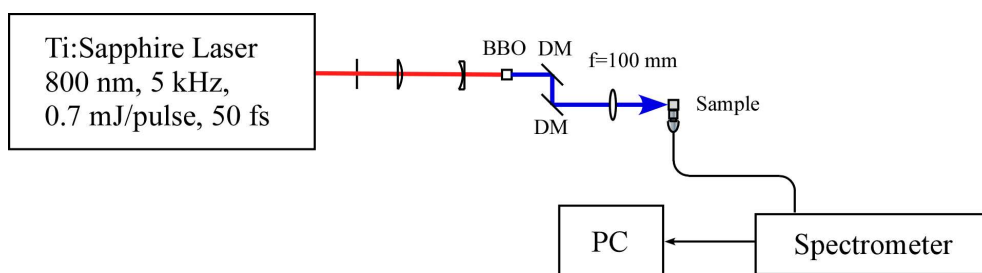 Ti:Sapphire Laser
800 nm, 5 kHz,
0.7 mJ/pulse, 50 fs
BBO
DM
DM
f=100 mm
Sample
PC
Spectrometer